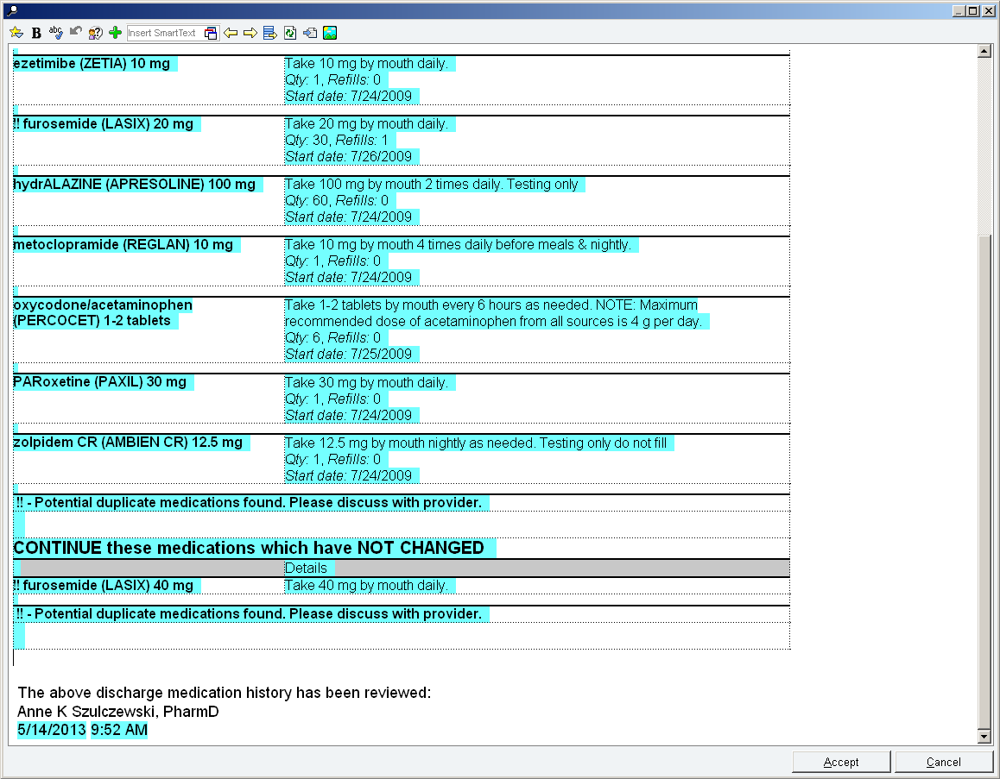 B abc Insert SmartText
ezetimibe (ZETIA) 10 mg Take 10 mg by mouth daily.
Qty: 1, Refills: 0
Start date: 7/24/2009
!! furosemide (LASIX) 20 mg Take 20 mg by mouth daily.
Qty: 30, Refills: 1
Start date: 7/26/2009
hydrALAZINE (APRESOLINE) 100 mg Take 100 mg by mouth 2 times daily. Testing only
Qty: 60, Refills: 0
Start date: 7/24/2009
metoclopramide (REGLAN) 10 mg Take 10 mg by mouth 4 times daily before meals & nightly.
Qty: 1, Refills: 0
Start date: 7/24/2009
oxycodone/acetaminophen Take 1-2 tablets by mouth every 6 hours as needed. NOTE: Maximum
(PERCOCET) 1-2 tablets recommended dose of acetaminophen from all sources is 4 g per day.
Qty: 6, Refills: 0
Start date: 7/25/2009
PARoxetine (PAXIL) 30 mg Take 30 mg by mouth daily.
Qty: 1, Refills: 0
Start date: 7/24/2009
zolpidem CR (AMBIEN CR) 12.5 mg Take 12.5 mg by mouth nightly as needed. Testing only do not fill
Qty: 1, Refills: 0
Start date: 7/24/2009
!! - Potential duplicate medications found. Please discuss with provider.
CONTINUE these medications which have NOT CHANGED
Details
!! furosemide (LASIX) 40 mg Take 40 mg by mouth daily.
!! - Potential duplicate medications found. Please discuss with provider.
The above discharge medication history has been reviewed:
Anne K Szulczewski, PharmD
5/14/2013 9:52 AM
Accept Cancel